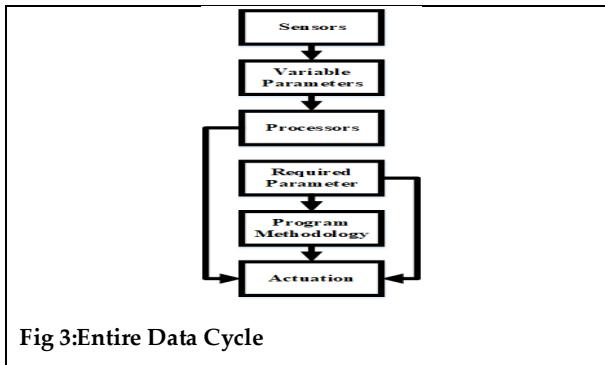 Sensors
Variable
Parameters
Processors
Required
Parameter
Program
Methodology
Actuation
Fig 3:Entire Data Cycle